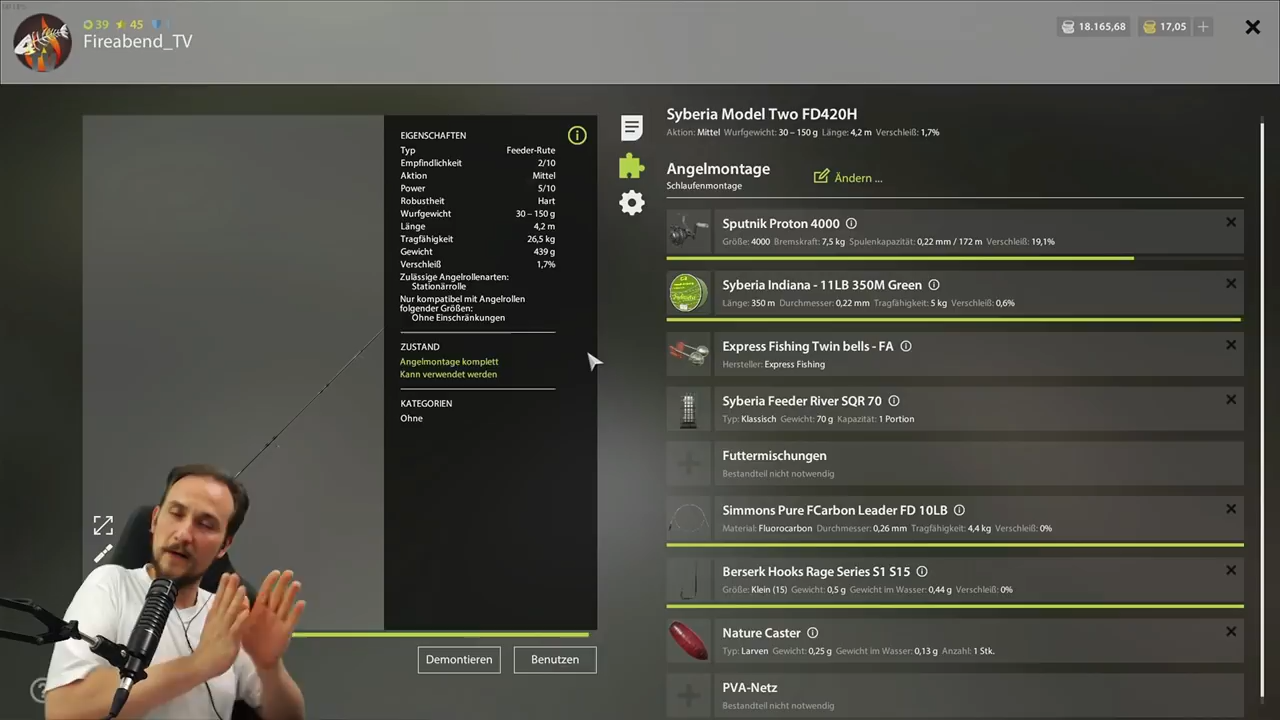 39 45
Fireabend_TV
18.165,68 17,05
EIGENSCHAFTEN
Typ Feeder-Rute
Empfindlichkeit 2/10
Aktion Mittel
Power 5/10
Robustheit Hart
Wurfgewicht 30 – 150 g
Länge 4,2 m
Tragfähigkeit 26,5 kg
Gewicht 439 g
Verschleiß 1,7%
Zulässige Angelrollenarten:
Stationärrolle
Nur kompatibel mit Angelrollen
folgender Größen:
Ohne Einschränkungen
ZUSTAND
Angelmontage komplett
Kann verwendet werden
KATEGORIEN
Ohne
Demontieren Benutzen
Syberia Model Two FD420H
Aktion: Mittel Wurfgewicht: 30 – 150 g Länge: 4,2 m Verschleiß: 1,7%
Angelmontage Ändern ...
Schlaufenmontage
Sputnik Proton 4000
Größe: 4000 Bremskraft: 7,5 kg Spulenkapazität: 0,22 mm / 172 m Verschleiß: 19,1%
Syberia Indiana - 11LB 350M Green
Länge: 350 m Durchmesser: 0,22 mm Tragfähigkeit: 5 kg Verschleiß: 0,6%
Express Fishing Twin bells - FA
Hersteller: Express Fishing
Syberia Feeder River SQR 70
Typ: Klassisch Gewicht: 70 g Kapazität: 1 Portion
Futtermischungen
Bestandteil nicht notwendig
Simmons Pure FCarbon Leader FD 10LB
Material: Fluorocarbon Durchmesser: 0,26 mm Tragfähigkeit: 4,4 kg Verschleiß: 0%
Berserk Hooks Rage Series S1 S15
Größe: Klein (15) Gewicht: 0,5 g Gewicht im Wasser: 0,44 g Verschleiß: 0%
Nature Caster
Typ: Larven Gewicht: 0,25 g Gewicht im Wasser: 0,13 g Anzahl: 1 Stk.
PVA-Netz
Bestandteil nicht notwendig